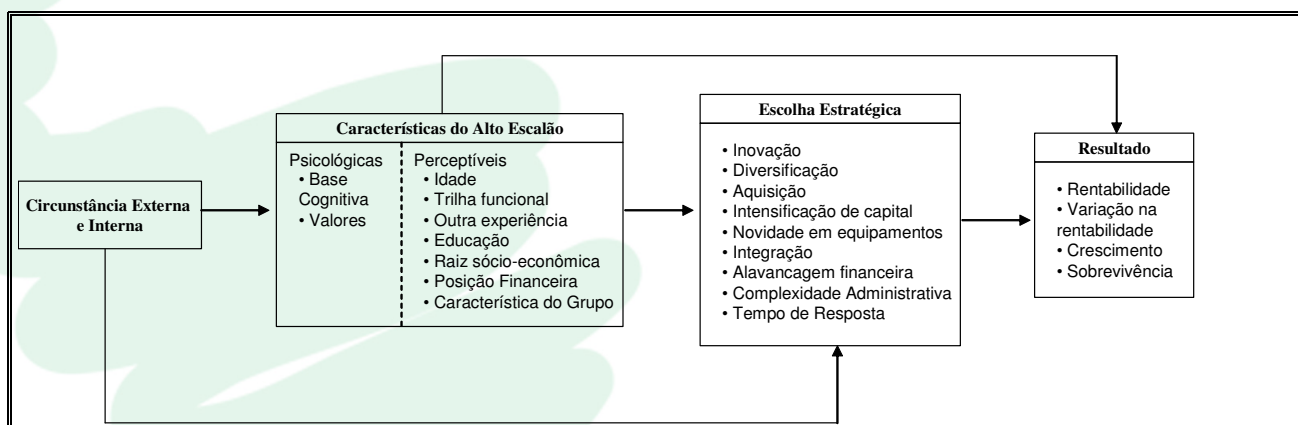 Circunstância Externa
e Interna
Características do Alto Escalão
Psicológicas
• Base
Cognitiva
• Valores
Perceptíveis
• Idade
• Trilha funcional
• Outra experiência
• Educação
• Raiz sócio-econômica
• Posição Financeira
• Característica do Grupo
Escolha Estratégica
• Inovação
• Diversificação
• Aquisição
• Intensificação de capital
• Novidade em equipamentos
• Integração
• Alavancagem financeira
• Complexidade Administrativa
• Tempo de Resposta
Resultado
• Rentabilidade
• Variação na
rentabilidade
• Crescimento
• Sobrevivência